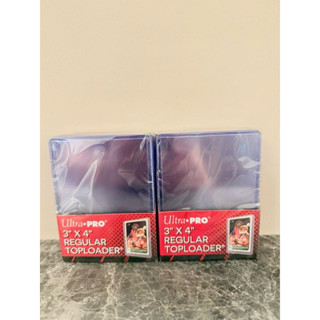 Ultra•PRO®
3" X 4"
REGULAR
TOPLOADER®
Ultra•PRO®
3" X 4"
REGULAR
TOPLOADER®